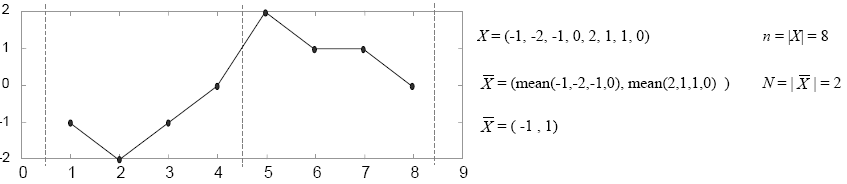 2
1
0
-1
-2
0 1 2 3 4 5 6 7 8 9
X = (-1, -2, -1, 0, 2, 1, 1, 0) n = |X| = 8
X̅ = (mean(-1,-2,-1,0), mean(2,1,1,0) ) N = | X̅ | = 2
X̅ = ( -1 , 1)